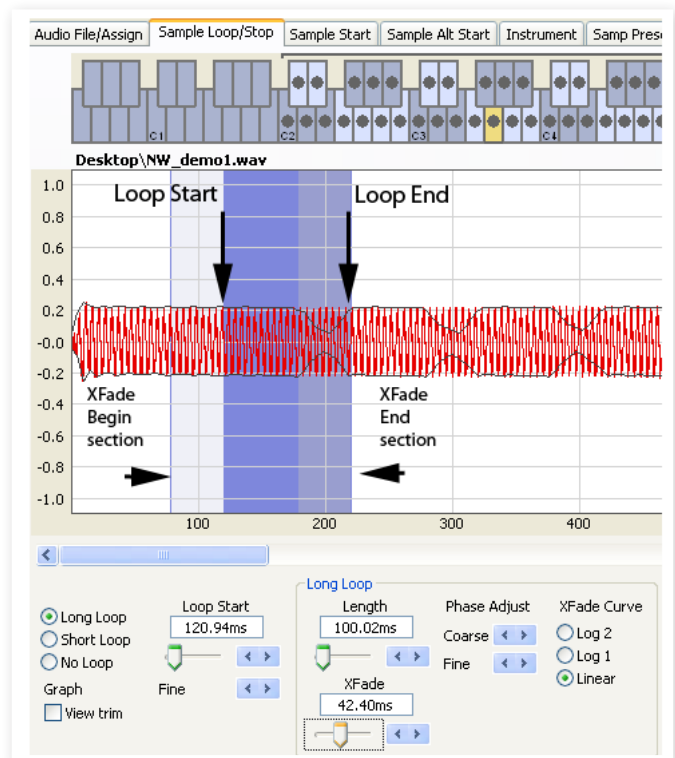 Audio File/Assign Sample Loop/Stop Sample Start Sample Alt Start Instrument Samp Prese
C1 C2 C3 C4
Desktop\NW_demo1.wav
Loop Start Loop End
1.0
0.8
0.6
0.4
0.2
-0.0
-0.2
-0.4
-0.6
-0.8
-1.0
XFade
Begin
section
XFade
End
section
100 200 300 400
Long Loop
Long Loop
Short Loop
No Loop
Graph
View trim
Loop Start
120.94ms
Fine
Length
100.02ms
XFade
42.40ms
Phase Adjust
Coarse
Fine
XFade Curve
Log 2
Log 1
Linear